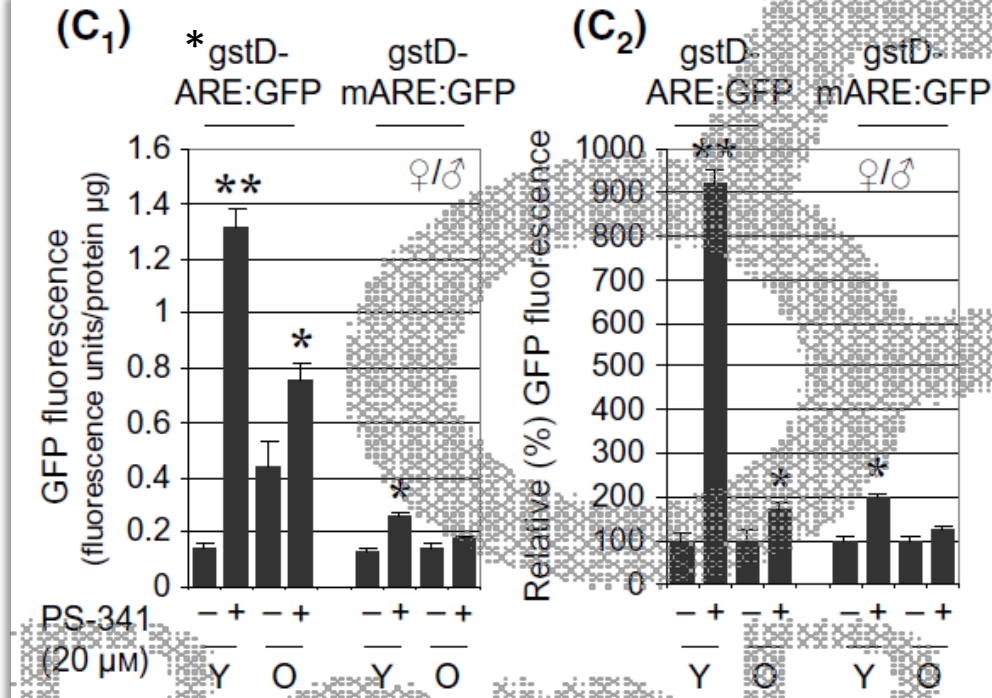 (C1)
*gstD-
ARE:GFP
gstD-
mARE:GFP
GFP fluorescence
(fluorescence units/protein µg)
1.6
1.4
1.2
1
0.8
0.6
0.4
0.2
0
♀/♂
**
*
*
− + − + − + − +
PS-341
(20 µM)
Y O Y O
(C2)
gstD-
ARE:GFP
gstD-
mARE:GFP
Relative (%) GFP fluorescence
1000
900
800
700
600
500
400
300
200
100
0
♀/♂
**
*
*
− + − + − + − +
Y O Y O